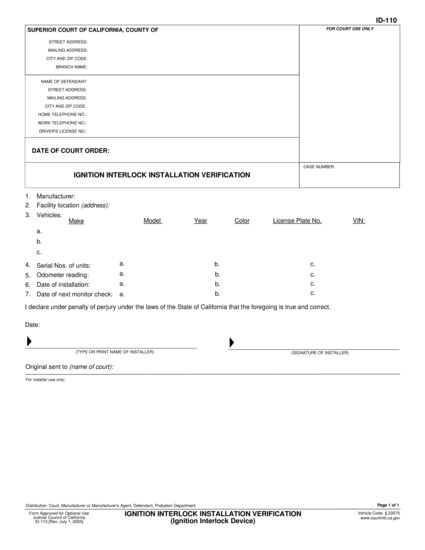 ID-110
SUPERIOR COURT OF CALIFORNIA, COUNTY OF
FOR COURT USE ONLY
STREET ADDRESS:
MAILING ADDRESS:
CITY AND ZIP CODE:
BRANCH NAME:
NAME OF DEFENDANT:
STREET ADDRESS:
MAILING ADDRESS:
CITY AND ZIP CODE:
HOME TELEPHONE NO.:
WORK TELEPHONE NO.:
DRIVER'S LICENSE NO.:
DATE OF COURT ORDER:
IGNITION INTERLOCK INSTALLATION VERIFICATION
CASE NUMBER:
1. Manufacturer:
2. Facility location (address):
3. Vehicles:
Make Model Year Color License Plate No. VIN:
a.
b.
c.
4. Serial Nos. of units: a. b. c.
5. Odometer reading: a. b. c.
6. Date of installation: a. b. c.
7. Date of next monitor check: a. b. c.
I declare under penalty of perjury under the laws of the State of California that the foregoing is true and correct.
Date:
(TYPE OR PRINT NAME OF INSTALLER) (SIGNATURE OF INSTALLER)
Original sent to (name of court):
For installer use only:
Distribution: Court, Manufacturer or Manufacturer's Agent, Defendant, Probation Department
Page 1 of 1
Form Approved for Optional Use
Judicial Council of California
ID-110 [Rev. July 1, 2005]
IGNITION INTERLOCK INSTALLATION VERIFICATION
(Ignition Interlock Device)
Vehicle Code, § 23575
www.courtinfo.ca.gov